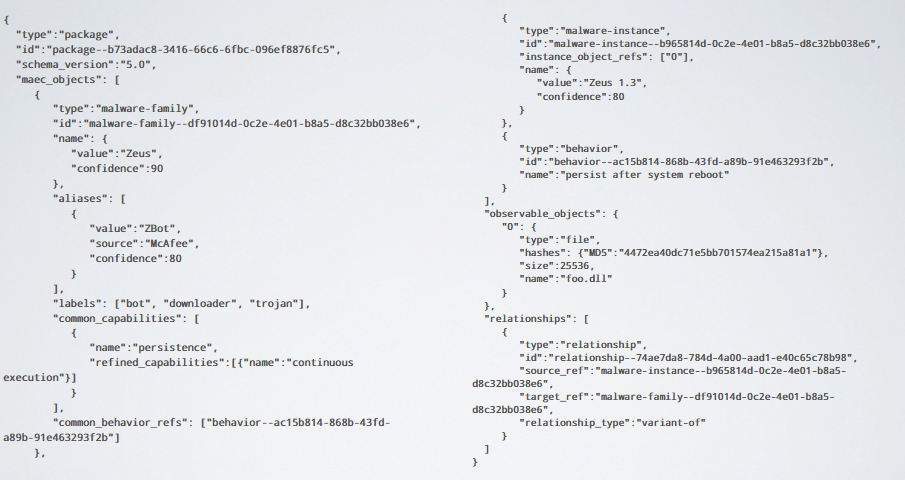 {
"type":"package",
"id":"package--b73adac8-3416-66c6-6fbc-096ef8876fc5",
"schema_version":"5.0",
"maec_objects": [
{
"type":"malware-family",
"id":"malware-family--df91014d-0c2e-4e01-b8a5-d8c32bb038e6",
"name": {
"value":"Zeus",
"confidence":90
},
"aliases": [
{
"value":"ZBot",
"source":"McAfee",
"confidence":80
}
],
"labels": ["bot", "downloader", "trojan"],
"common_capabilities": [
{
"name":"persistence",
"refined_capabilities":[{"name":"continuous
execution"}]
}
],
"common_behavior_refs": ["behavior--ac15b814-868b-43fd-
a89b-91e463293f2b"]
},
{
"type":"malware-instance",
"id":"malware-instance--b965814d-0c2e-4e01-b8a5-d8c32bb038e6",
"instance_object_refs": ["0"],
"name": {
"value":"Zeus 1.3",
"confidence":80
}
},
{
"type":"behavior",
"id":"behavior--ac15b814-868b-43fd-a89b-91e463293f2b",
"name":"persist after system reboot"
}
],
"observable_objects": {
"0": {
"type":"file",
"hashes": {"MD5":"4472ea40dc71e5bb701574ea215a81a1"},
"size":25536,
"name":"foo.dll"
}
},
"relationships": [
{
"type":"relationship",
"id":"relationship--74ae7da8-784d-4a00-aad1-e40c65c78b98",
"source_ref":"malware-instance--b965814d-0c2e-4e01-b8a5-
d8c32bb038e6",
"target_ref":"malware-family--df91014d-0c2e-4e01-b8a5-
d8c32bb038e6",
"relationship_type":"variant-of"
}
]
}